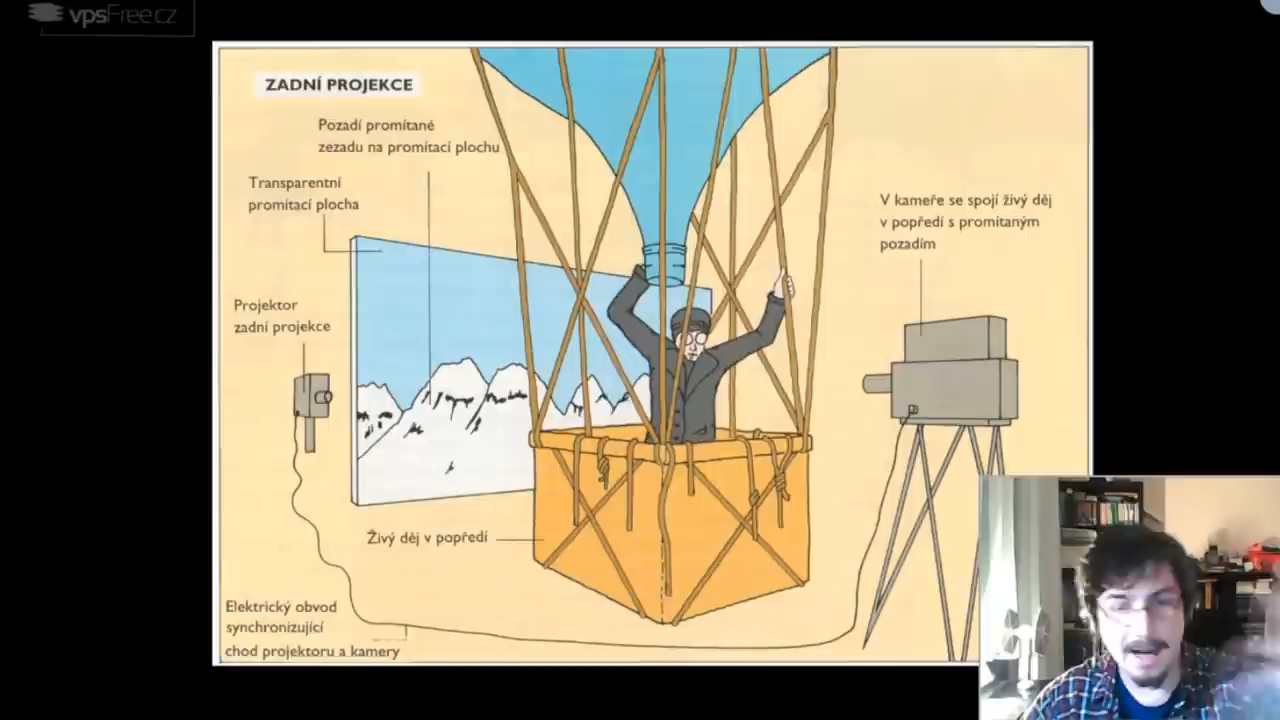 vpsFree.cz
ZADNÍ PROJEKCE
Pozadí promítané
zezadu na promítací plochu
Transparentní
promítací plocha
V kameře se spojí živý děj
v popředí s promítaným
pozadím
Projektor
zadní projekce
Živý děj v popředí
Elektrický obvod
synchronizující
chod projektoru a kamery